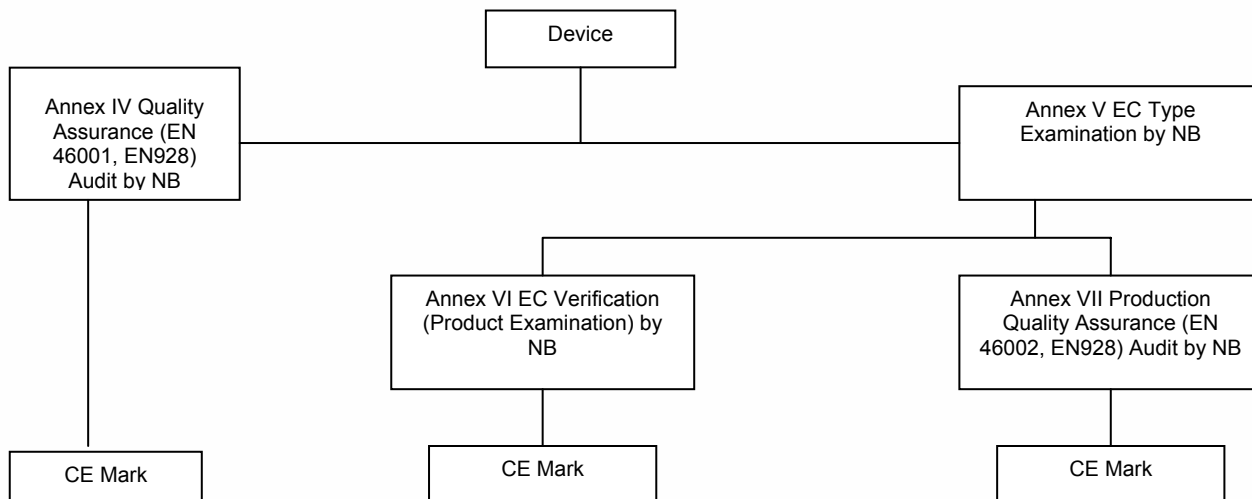 Device
Annex IV Quality
Assurance (EN
46001, EN928)
Audit by NB
Annex V EC Type
Examination by NB
Annex VI EC Verification
(Product Examination) by
NB
Annex VII Production
Quality Assurance (EN
46002, EN928) Audit by NB
CE Mark
CE Mark
CE Mark